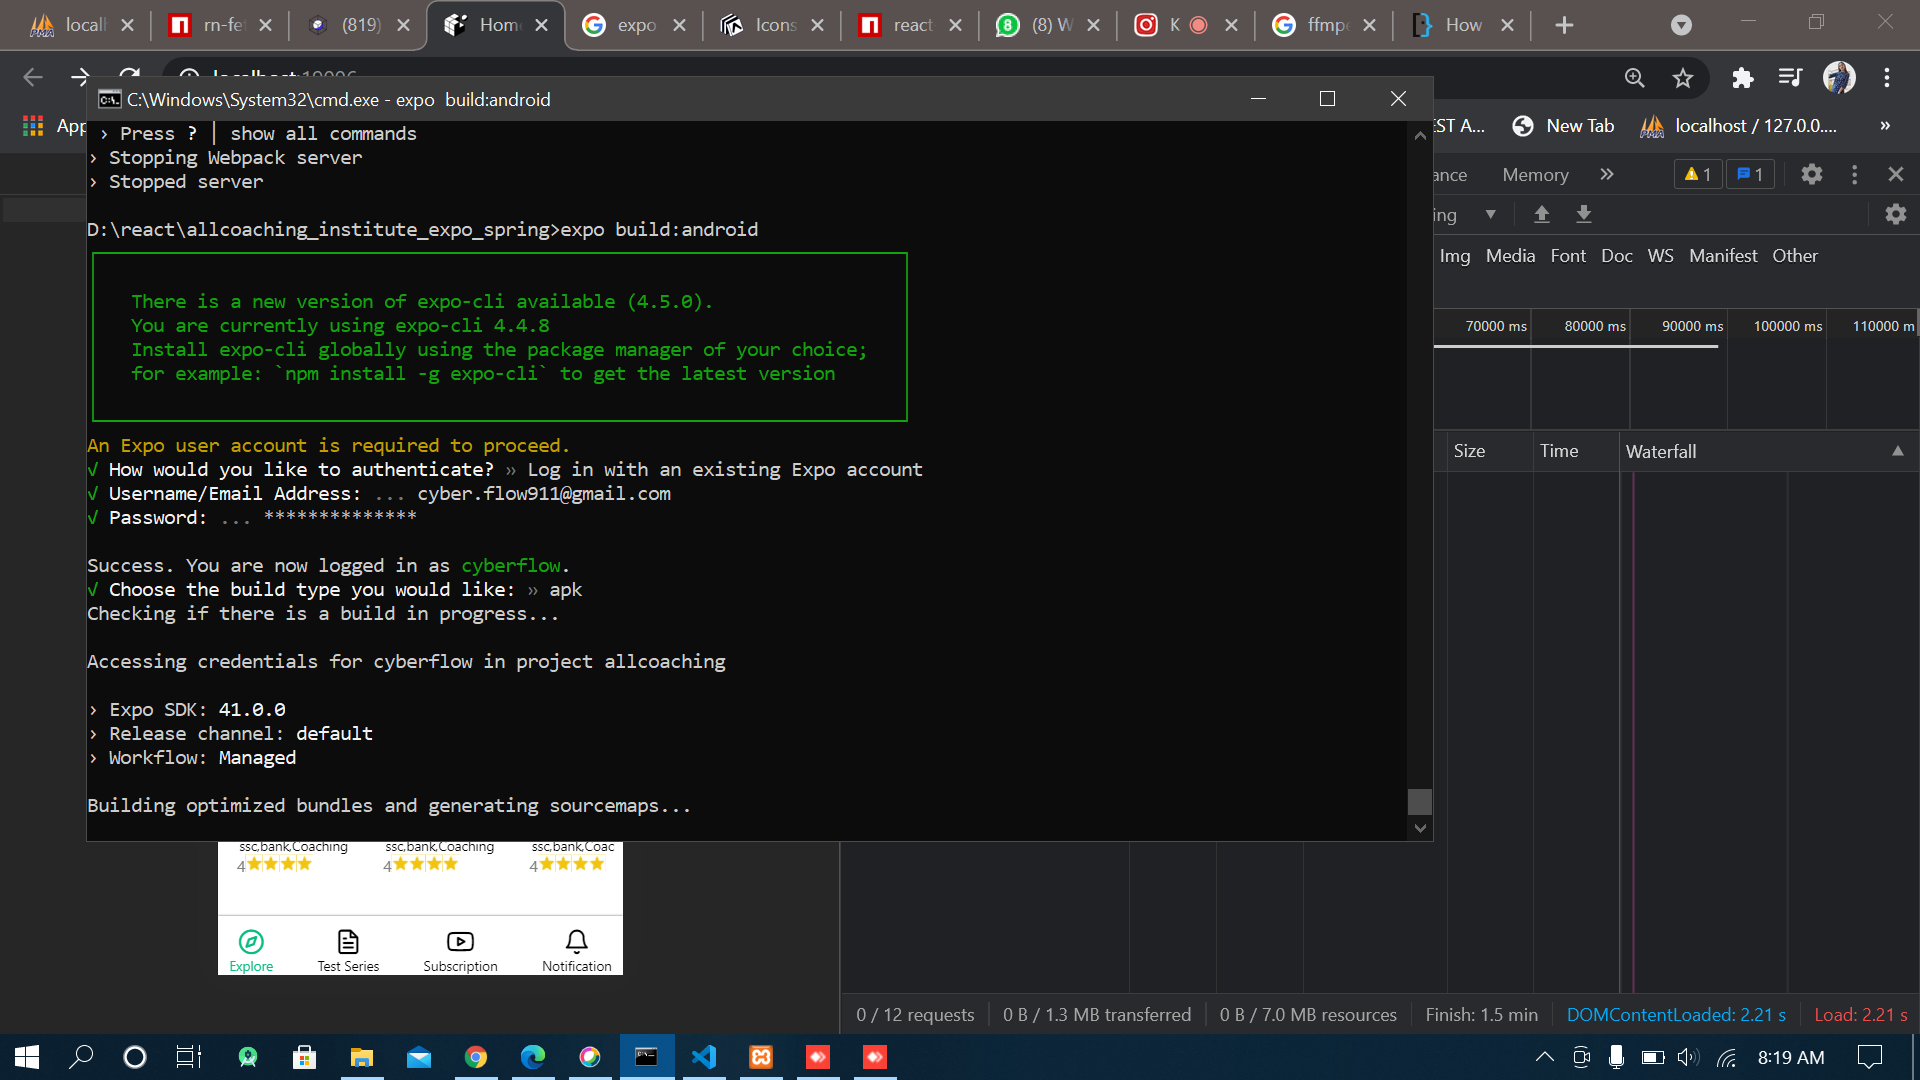 locall
rn-fet
(819)
Home
expo
Icons
react
(8) W
K
ffmpe
How
C:\Windows\System32\cmd.exe - expo  build:android
App
EST A...
New Tab
localhost / 127.0.0....
»
› Press ? │ show all commands
› Stopping Webpack server
› Stopped server
D:\react\allcoaching_institute_expo_spring>expo build:android
There is a new version of expo-cli available (4.5.0).
You are currently using expo-cli 4.4.8
Install expo-cli globally using the package manager of your choice;
for example: `npm install -g expo-cli` to get the latest version
An Expo user account is required to proceed.
√ How would you like to authenticate? » Log in with an existing Expo account
√ Username/Email Address: ... cyber.flow911@gmail.com
√ Password: ... **************
Success. You are now logged in as cyberflow.
√ Choose the build type you would like: » apk
Checking if there is a build in progress...
Accessing credentials for cyberflow in project allcoaching
› Expo SDK: 41.0.0
› Release channel: default
› Workflow: Managed
Building optimized bundles and generating sourcemaps...
ance
Memory
»
1
1
ing
Img Media Font Doc WS Manifest Other
70000 ms 80000 ms 90000 ms 100000 ms 110000 m
Size Time Waterfall
ssc,bank,Coaching ssc,bank,Coaching ssc,bank,Coac
4 4 4
Explore Test Series Subscription Notification
0 / 12 requests 0 B / 1.3 MB transferred 0 B / 7.0 MB resources Finish: 1.5 min DOMContentLoaded: 2.21 s Load: 2.21 s
8:19 AM